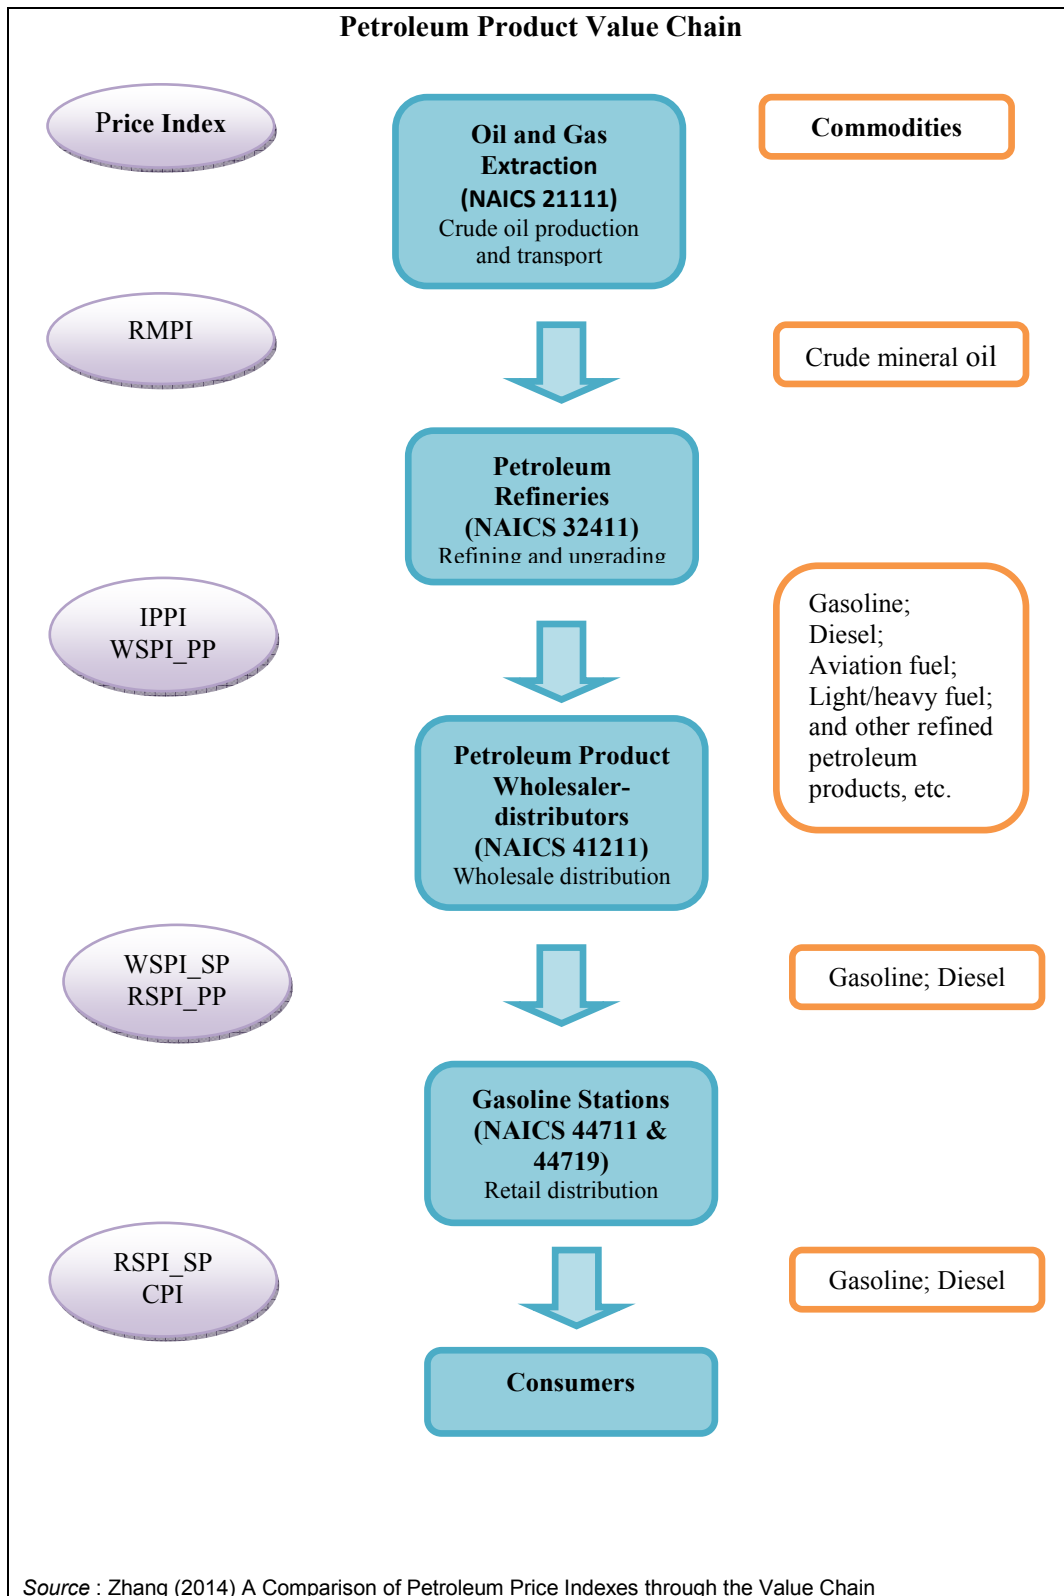 Petroleum Product Value Chain
Price Index
Oil and Gas
Extraction
(NAICS 21111)
Crude oil production
and transport
Commodities
RMPI
Crude mineral oil
Petroleum
Refineries
(NAICS 32411)
Refining and upgrading
IPPI
WSPI_PP
Gasoline;
Diesel;
Aviation fuel;
Light/heavy fuel;
and other refined
petroleum
products, etc.
Petroleum Product
Wholesaler-
distributors
(NAICS 41211)
Wholesale distribution
WSPI_SP
RSPI_PP
Gasoline; Diesel
Gasoline Stations
(NAICS 44711 &
44719)
Retail distribution
RSPI_SP
CPI
Gasoline; Diesel
Consumers
Source : Zhang (2014) A Comparison of Petroleum Price Indexes through the Value Chain